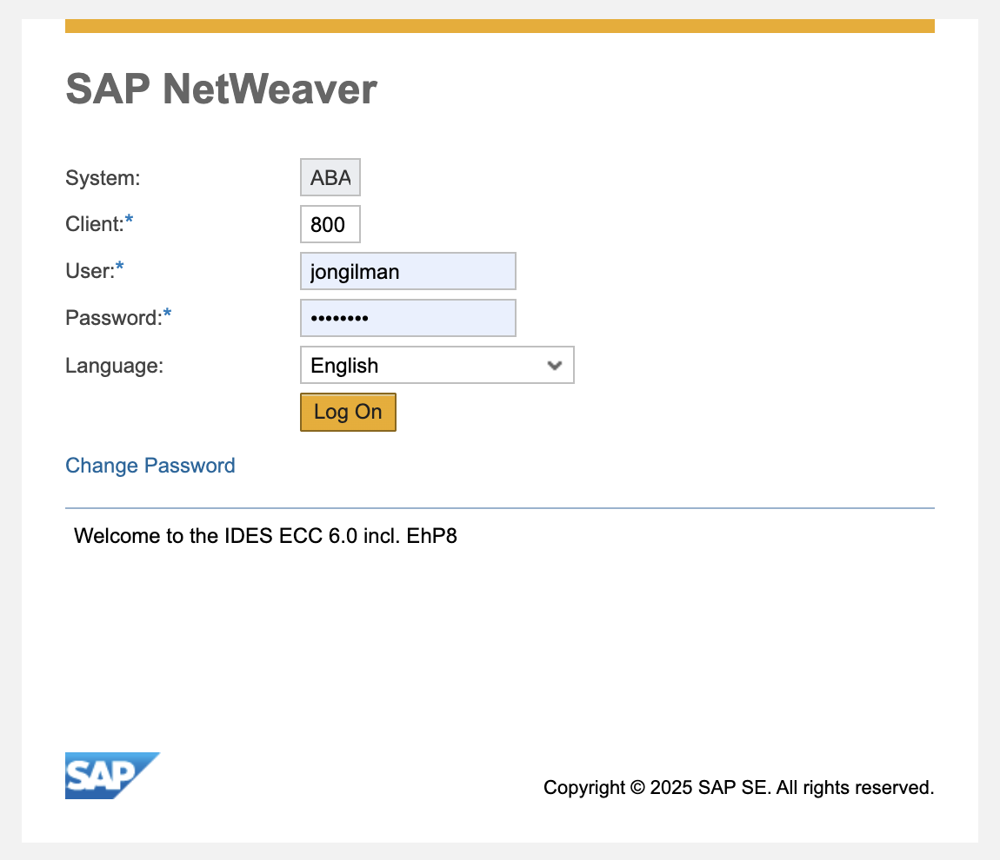 SAP NetWeaver
System: ABA
Client:* 800
User:* jongilman
Password:* ••••••••
Language: English
Log On
Change Password
Welcome to the IDES ECC 6.0 incl. EhP8
SAP
Copyright © 2025 SAP SE. All rights reserved.